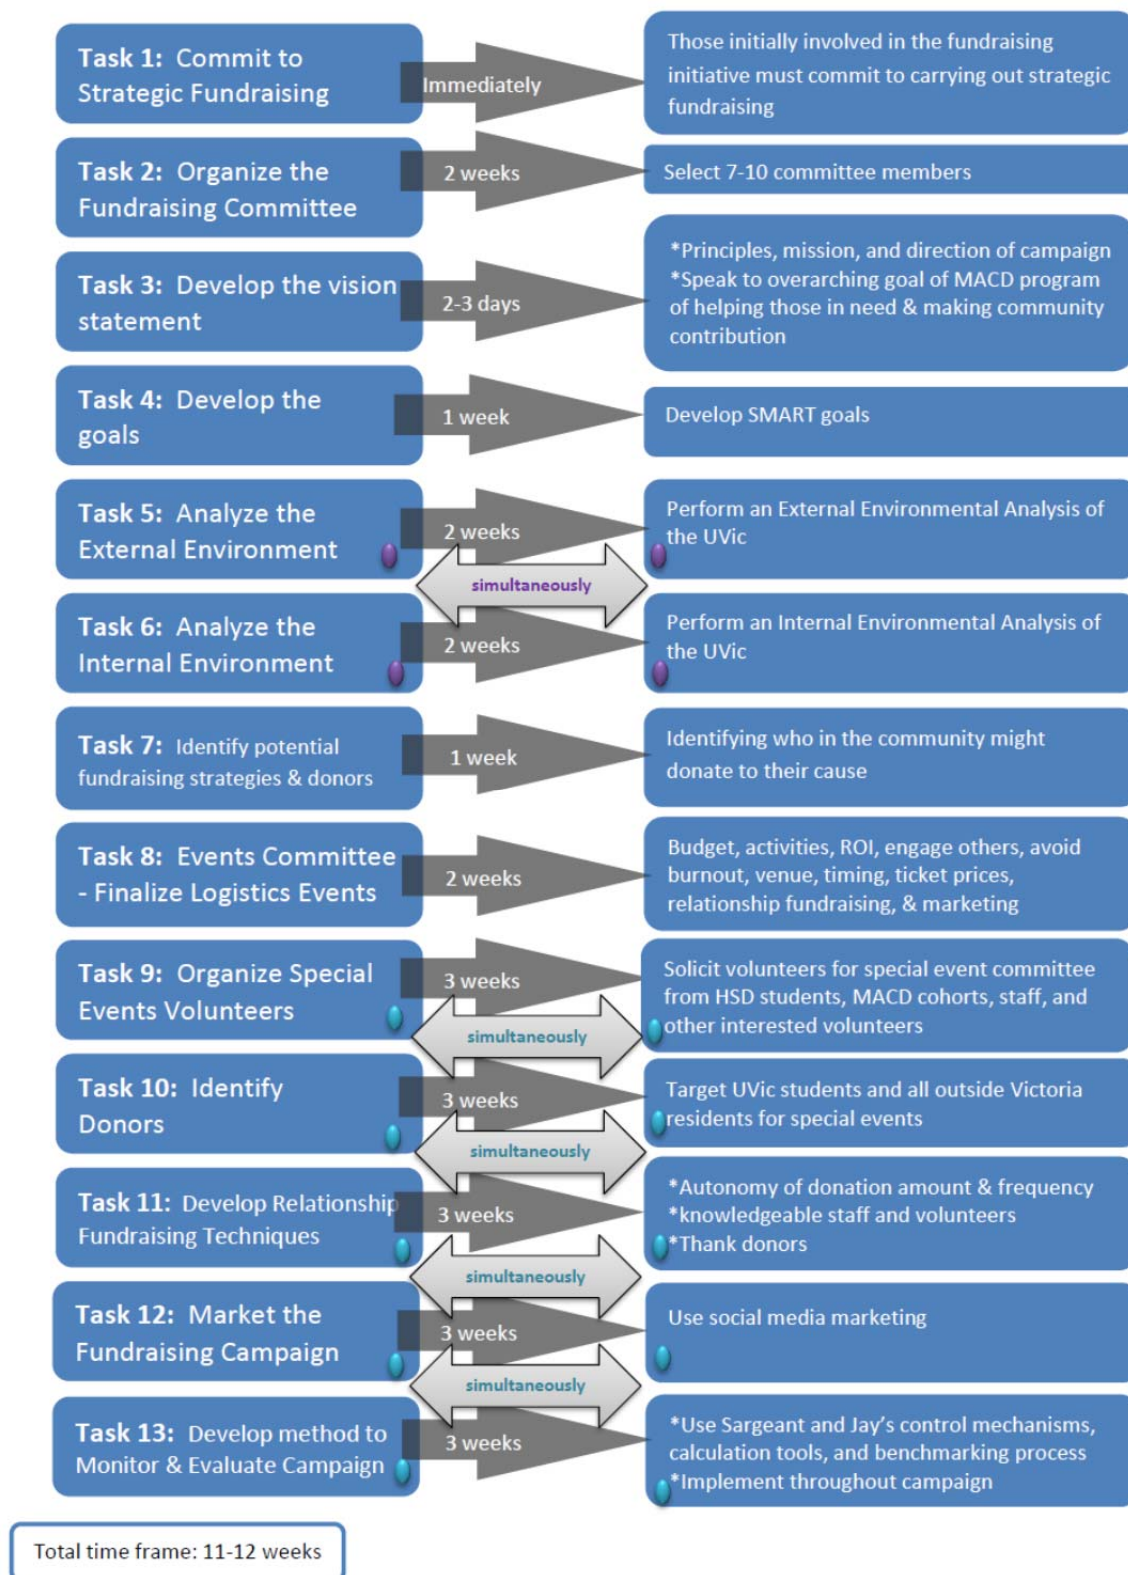 Task 1: Commit to
Strategic Fundraising
Immediately
Those initially involved in the fundraising
initiative must commit to carrying out strategic
fundraising
Task 2: Organize the
Fundraising Committee
2 weeks
Select 7-10 committee members
Task 3: Develop the vision
statement
2-3 days
*Principles, mission, and direction of campaign
*Speak to overarching goal of MACD program
of helping those in need & making community
contribution
Task 4: Develop the
goals
1 week
Develop SMART goals
Task 5: Analyze the
External Environment
2 weeks
Perform an External Environmental Analysis of
the UVic
simultaneously
Task 6: Analyze the
Internal Environment
2 weeks
Perform an Internal Environmental Analysis of
the UVic
Task 7: Identify potential
fundraising strategies & donors
1 week
Identifying who in the community might
donate to their cause
Task 8: Events Committee
- Finalize Logistics Events
2 weeks
Budget, activities, ROI, engage others, avoid
burnout, venue, timing, ticket prices,
relationship fundraising, & marketing
Task 9: Organize Special
Events Volunteers
3 weeks
Solicit volunteers for special event committee
from HSD students, MACD cohorts, staff, and
other interested volunteers
simultaneously
Task 10: Identify
Donors
3 weeks
Target UVic students and all outside Victoria
residents for special events
simultaneously
Task 11: Develop Relationship
Fundraising Techniques
3 weeks
*Autonomy of donation amount & frequency
*knowledgeable staff and volunteers
*Thank donors
simultaneously
Task 12: Market the
Fundraising Campaign
3 weeks
Use social media marketing
simultaneously
Task 13: Develop method to
Monitor & Evaluate Campaign
3 weeks
*Use Sargeant and Jay's control mechanisms,
calculation tools, and benchmarking process
*Implement throughout campaign
Total time frame: 11-12 weeks